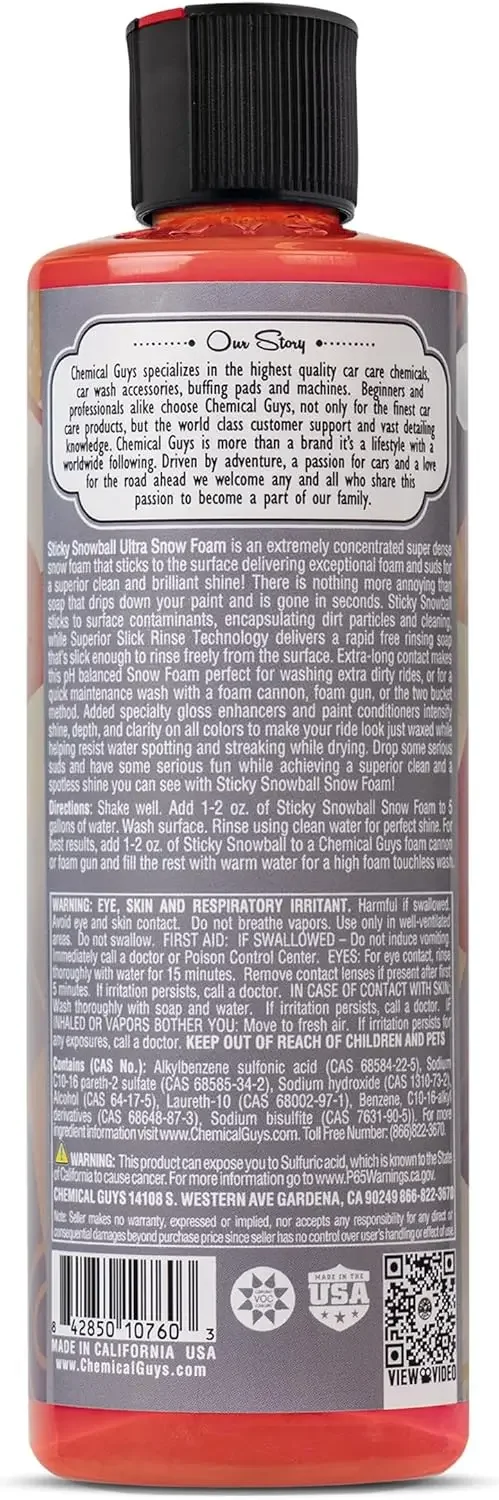 Our Story
Chemical Guys specializes in the highest quality car care chemicals,
car wash accessories, buffing pads and machines. Beginners and
professionals alike choose Chemical Guys, not only for the finest car
care products, but the world class customer support and vast detailing
knowledge. Chemical Guys is more than a brand it's a lifestyle with a
worldwide following. Driven by adventure, a passion for cars and a love
for the road ahead we welcome any and all who share this
passion to become a part of our family.
Sticky Snowball Ultra Snow Foam is an extremely concentrated super dense
snow foam that sticks to the surface delivering exceptional foam and suds for
a superior clean and brilliant shine! There is nothing more annoying than
soap that drips down your paint and is gone in seconds. Sticky Snowball
sticks to surface contaminants, encapsulating dirt particles and cleaning,
while Superior Slick Rinse Technology delivers a rapid free rinsing soap
that's slick enough to rinse freely from the surface. Extra-long contact makes
this pH balanced Snow Foam perfect for washing extra dirty rides, or for a
quick maintenance wash with a foam cannon, foam gun, or the two bucket
method. Added specialty gloss enhancers and paint conditioners intensify
shine, depth, and clarity on all colors to make your ride look just waxed while
helping resist water spotting and streaking while drying. Drop some serious
suds and have some serious fun while achieving a superior clean and a
spotless shine you can see with Sticky Snowball Snow Foam!
Directions: Shake well. Add 1-2 oz. of Sticky Snowball Snow Foam to 5
gallons of water. Wash surface. Rinse using clean water for perfect shine. For
best results, add 1-2 oz. of Sticky Snowball to a Chemical Guys foam cannon
or foam gun and fill the rest with warm water for a high foam touchless wash.
WARNING: EYE, SKIN AND RESPIRATORY IRRITANT. Harmful if swallowed.
Avoid eye and skin contact. Do not breathe vapors. Use only in well-ventilated
areas. Do not swallow. FIRST AID: IF SWALLOWED – Do not induce vomiting.
Immediately call a doctor or Poison Control Center. EYES: For eye contact, rinse
thoroughly with water for 15 minutes. Remove contact lenses if present after first
5 minutes. If irritation persists, call a doctor. IN CASE OF CONTACT WITH SKIN:
Wash thoroughly with soap and water. If irritation persists, call a doctor. IF
INHALED OR VAPORS BOTHER YOU: Move to fresh air. If irritation persists for
any exposures, call a doctor. KEEP OUT OF REACH OF CHILDREN AND PETS
Contains (CAS No.): Alkylbenzene sulfonic acid (CAS 68584-22-5), Sodium
C10-16 pareth-2 sulfate (CAS 68585-34-2), Sodium hydroxide (CAS 1310-73-2),
Alcohol (CAS 64-17-5), Laureth-10 (CAS 68002-97-1), Benzene, C10-16-alkyl
derivatives (CAS 68648-87-3), Sodium bisulfite (CAS 7631-90-5)). For more
ingredient information visit www.ChemicalGuys.com. Toll Free Number: (866)822-3670.
WARNING: This product can expose you to Sulfuric acid, which is known to the State
of California to cause cancer. For more information go to www.P65Warnings.ca.gov.
CHEMICAL GUYS 14108 S. WESTERN AVE GARDENA, CA 90249 866-822-3670
Note: Seller makes no warranty, expressed or implied, nor accepts any responsibility for any direct or
consequential damages beyond purchase price since seller has no control over user's handling or effect of use.
8 42850 10760 3
MADE IN CALIFORNIA USA
www.ChemicalGuys.com
VOC
MADE IN THE
USA
VIEW VIDEO